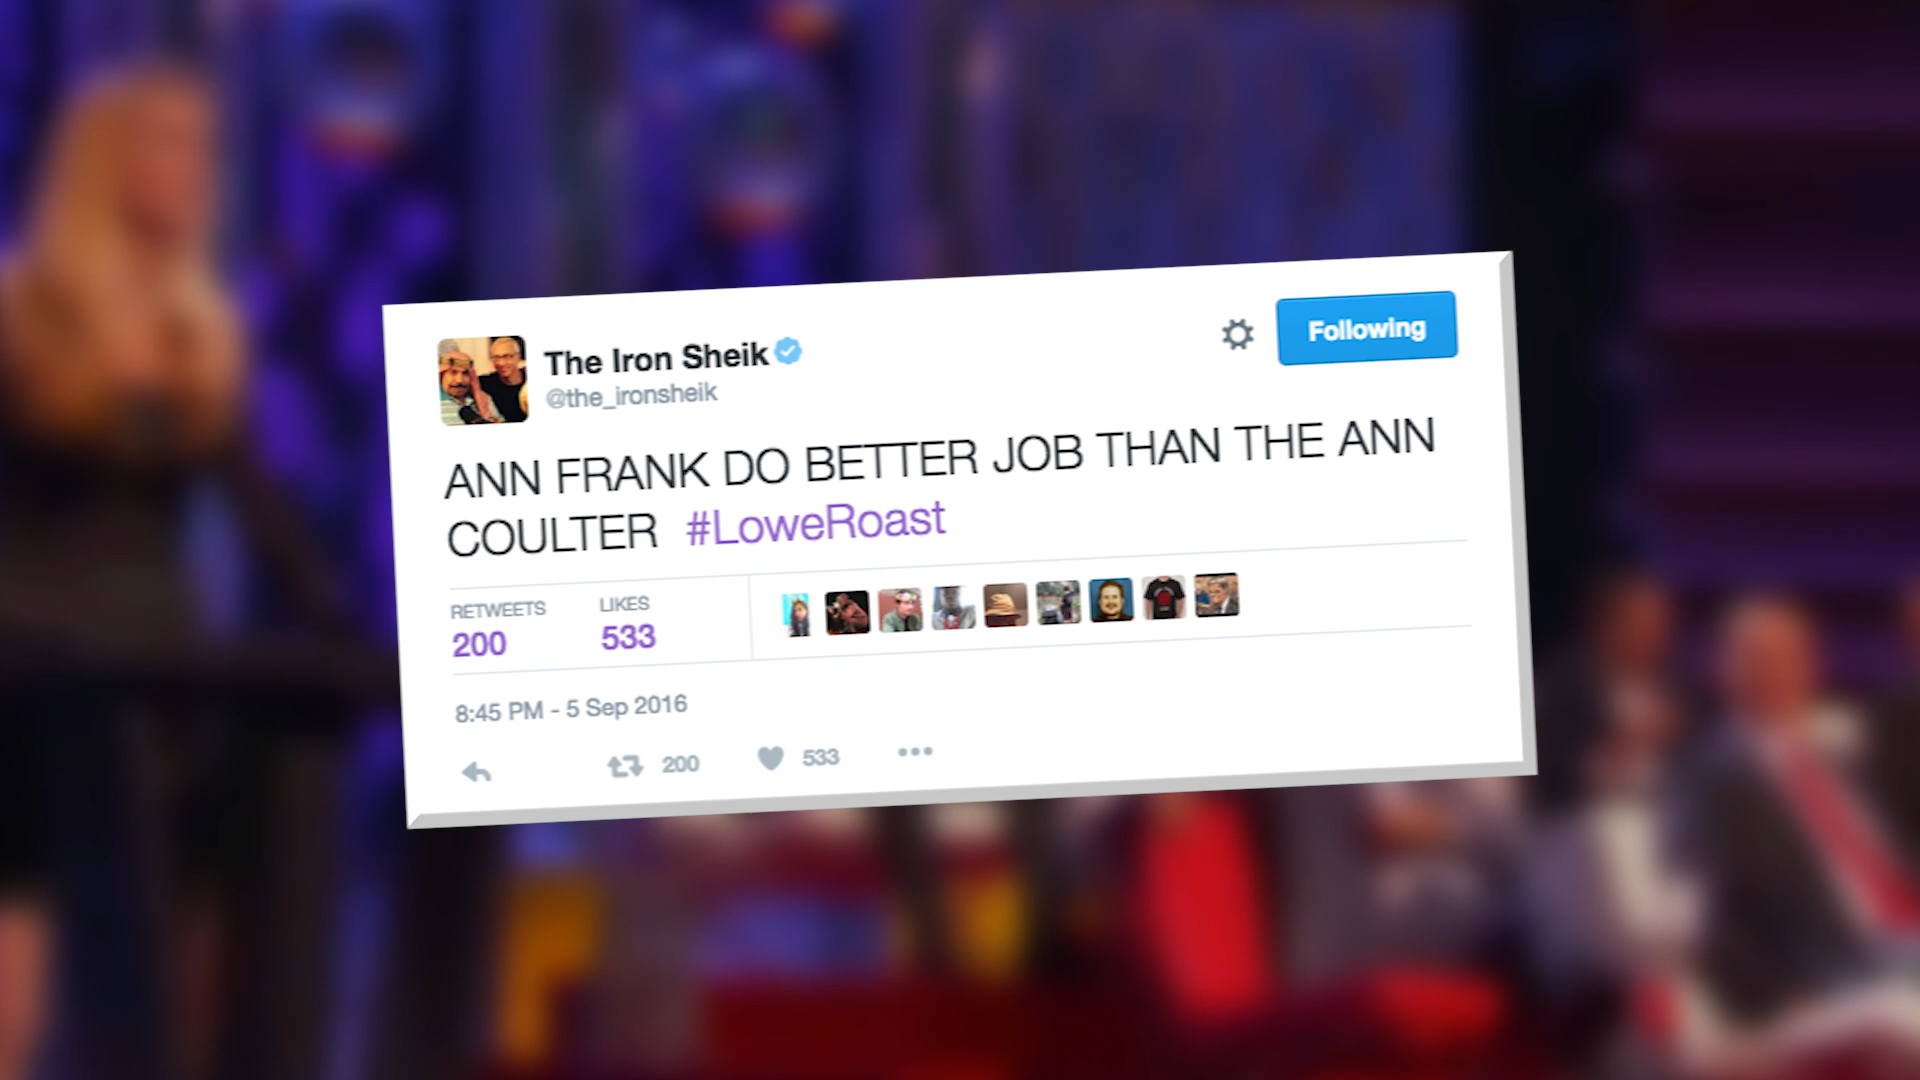 The Iron Sheik
@the_ironsheik
Following
ANN FRANK DO BETTER JOB THAN THE ANN
COULTER #LoweRoast
RETWEETS LIKES
200 533
8:45 PM - 5 Sep 2016
200 533